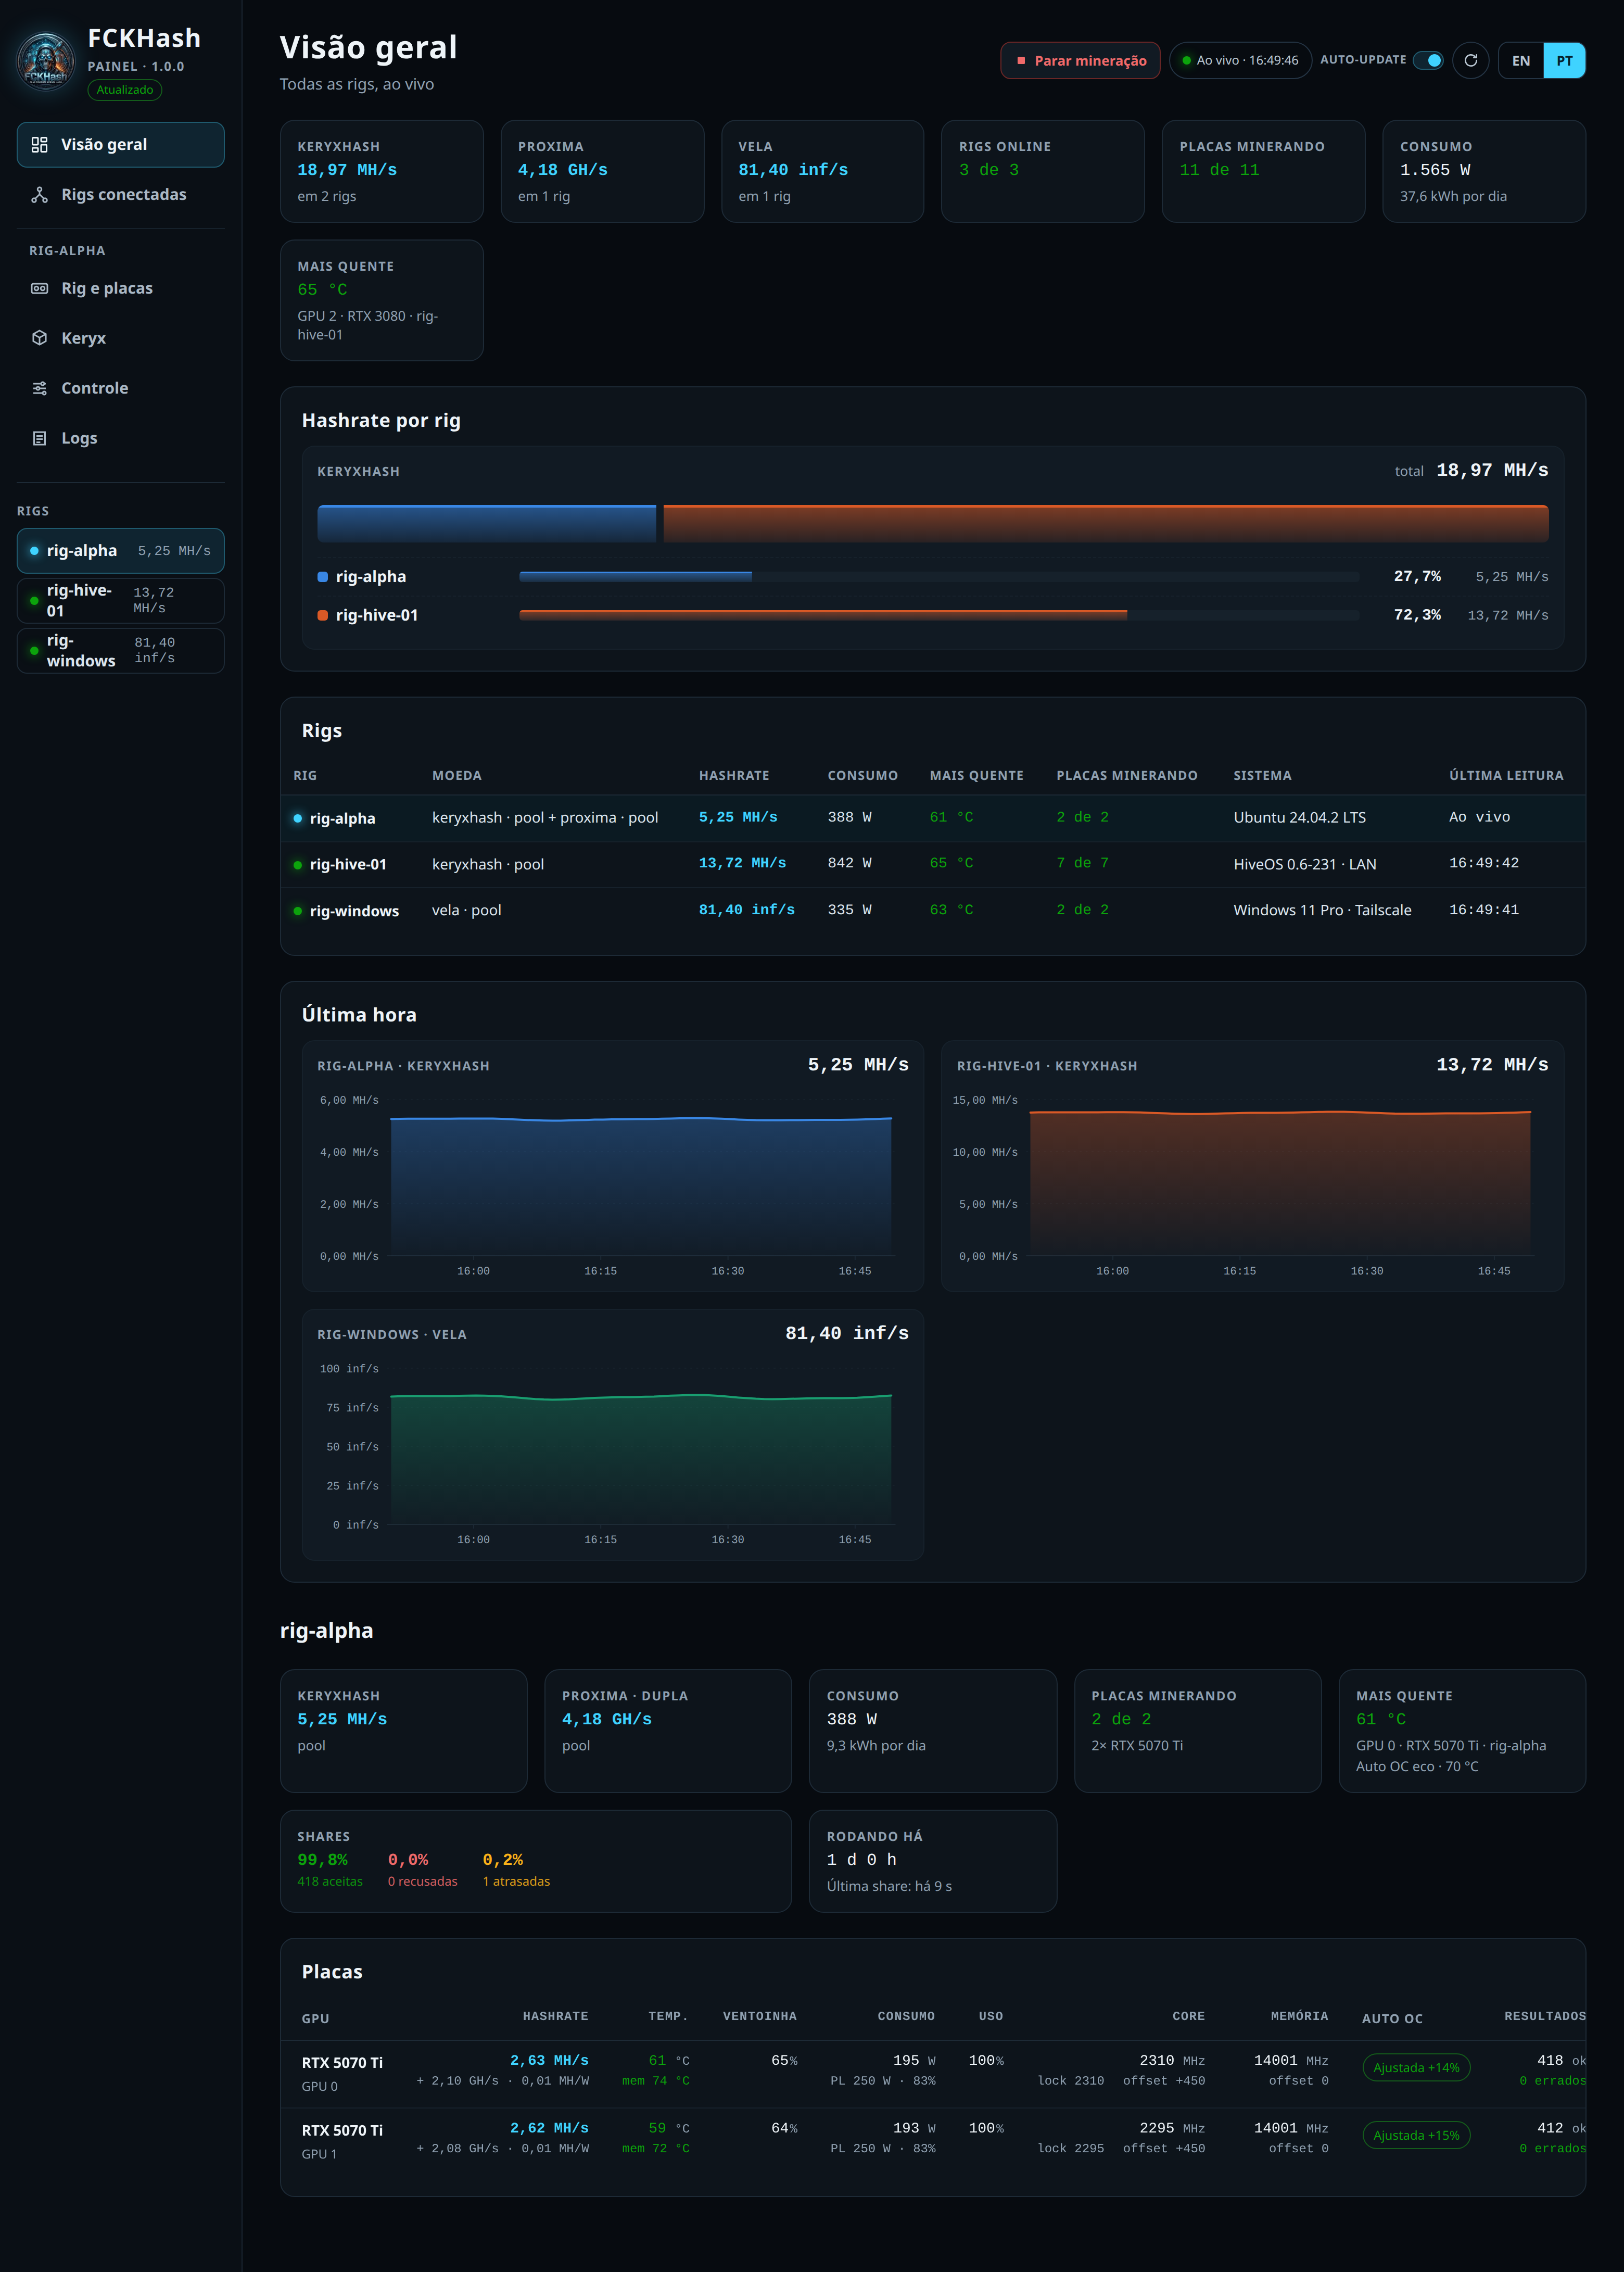 FCKHash
FCKHash
PAINEL · 1.0.0
Atualizado
Visão geral
Rigs conectadas
RIG-ALPHA
Rig e placas
Keryx
Controle
Logs
RIGS
rig-alpha 5,25 MH/s
rig-hive-01 13,72 MH/s
rig-windows 81,40 inf/s
Visão geral
Todas as rigs, ao vivo
Parar mineração
Ao vivo · 16:49:46
AUTO-UPDATE
EN PT
KERYXHASH
18,97 MH/s
em 2 rigs
PROXIMA
4,18 GH/s
em 1 rig
VELA
81,40 inf/s
em 1 rig
RIGS ONLINE
3 de 3
PLACAS MINERANDO
11 de 11
CONSUMO
1.565 W
37,6 kWh por dia
MAIS QUENTE
65 °C
GPU 2 · RTX 3080 · rig-
hive-01
Hashrate por rig
KERYXHASH total 18,97 MH/s
rig-alpha 27,7% 5,25 MH/s
rig-hive-01 72,3% 13,72 MH/s
Rigs
RIG MOEDA HASHRATE CONSUMO MAIS QUENTE PLACAS MINERANDO SISTEMA ÚLTIMA LEITURA
rig-alpha keryxhash · pool + proxima · pool 5,25 MH/s 388 W 61 °C 2 de 2 Ubuntu 24.04.2 LTS Ao vivo
rig-hive-01 keryxhash · pool 13,72 MH/s 842 W 65 °C 7 de 7 HiveOS 0.6-231 · LAN 16:49:42
rig-windows vela · pool 81,40 inf/s 335 W 63 °C 2 de 2 Windows 11 Pro · Tailscale 16:49:41
Última hora
RIG-ALPHA · KERYXHASH 5,25 MH/s
6,00 MH/s
4,00 MH/s
2,00 MH/s
0,00 MH/s
16:00 16:15 16:30 16:45
RIG-HIVE-01 · KERYXHASH 13,72 MH/s
15,00 MH/s
10,00 MH/s
5,00 MH/s
0,00 MH/s
16:00 16:15 16:30 16:45
RIG-WINDOWS · VELA 81,40 inf/s
100 inf/s
75 inf/s
50 inf/s
25 inf/s
0 inf/s
16:00 16:15 16:30 16:45
rig-alpha
KERYXHASH
5,25 MH/s
pool
PROXIMA · DUPLA
4,18 GH/s
pool
CONSUMO
388 W
9,3 kWh por dia
PLACAS MINERANDO
2 de 2
2× RTX 5070 Ti
MAIS QUENTE
61 °C
GPU 0 · RTX 5070 Ti · rig-alpha
Auto OC eco · 70 °C
SHARES
99,8% 0,0% 0,2%
418 aceitas 0 recusadas 1 atrasadas
RODANDO HÁ
1 d 0 h
Última share: há 9 s
Placas
GPU HASHRATE TEMP. VENTOINHA CONSUMO USO CORE MEMÓRIA AUTO OC RESULTADOS
RTX 5070 Ti 2,63 MH/s 61 °C 65% 195 W 100% 2310 MHz 14001 MHz Ajustada +14% 418 ok
GPU 0 + 2,10 GH/s · 0,01 MH/W mem 74 °C PL 250 W · 83% lock 2310 offset +450 offset 0 0 errados
RTX 5070 Ti 2,62 MH/s 59 °C 64% 193 W 100% 2295 MHz 14001 MHz Ajustada +15% 412 ok
GPU 1 + 2,08 GH/s · 0,01 MH/W mem 72 °C PL 250 W · 83% lock 2295 offset +450 offset 0 0 errados